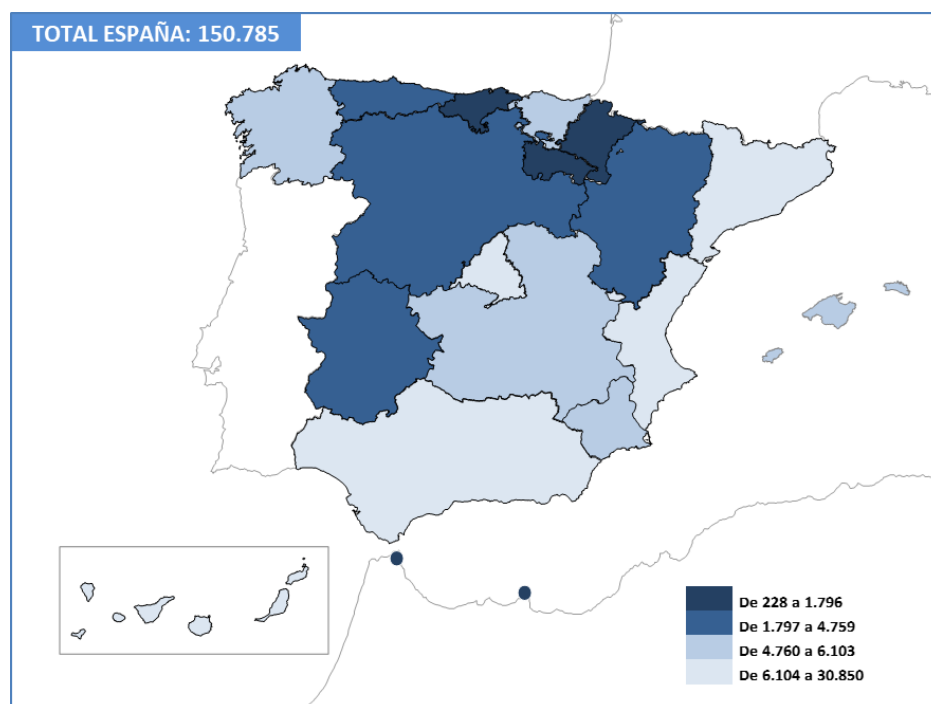 TOTAL ESPAÑA: 150.785
De 228 a 1.796
De 1.797 a 4.759
De 4.760 a 6.103
De 6.104 a 30.850